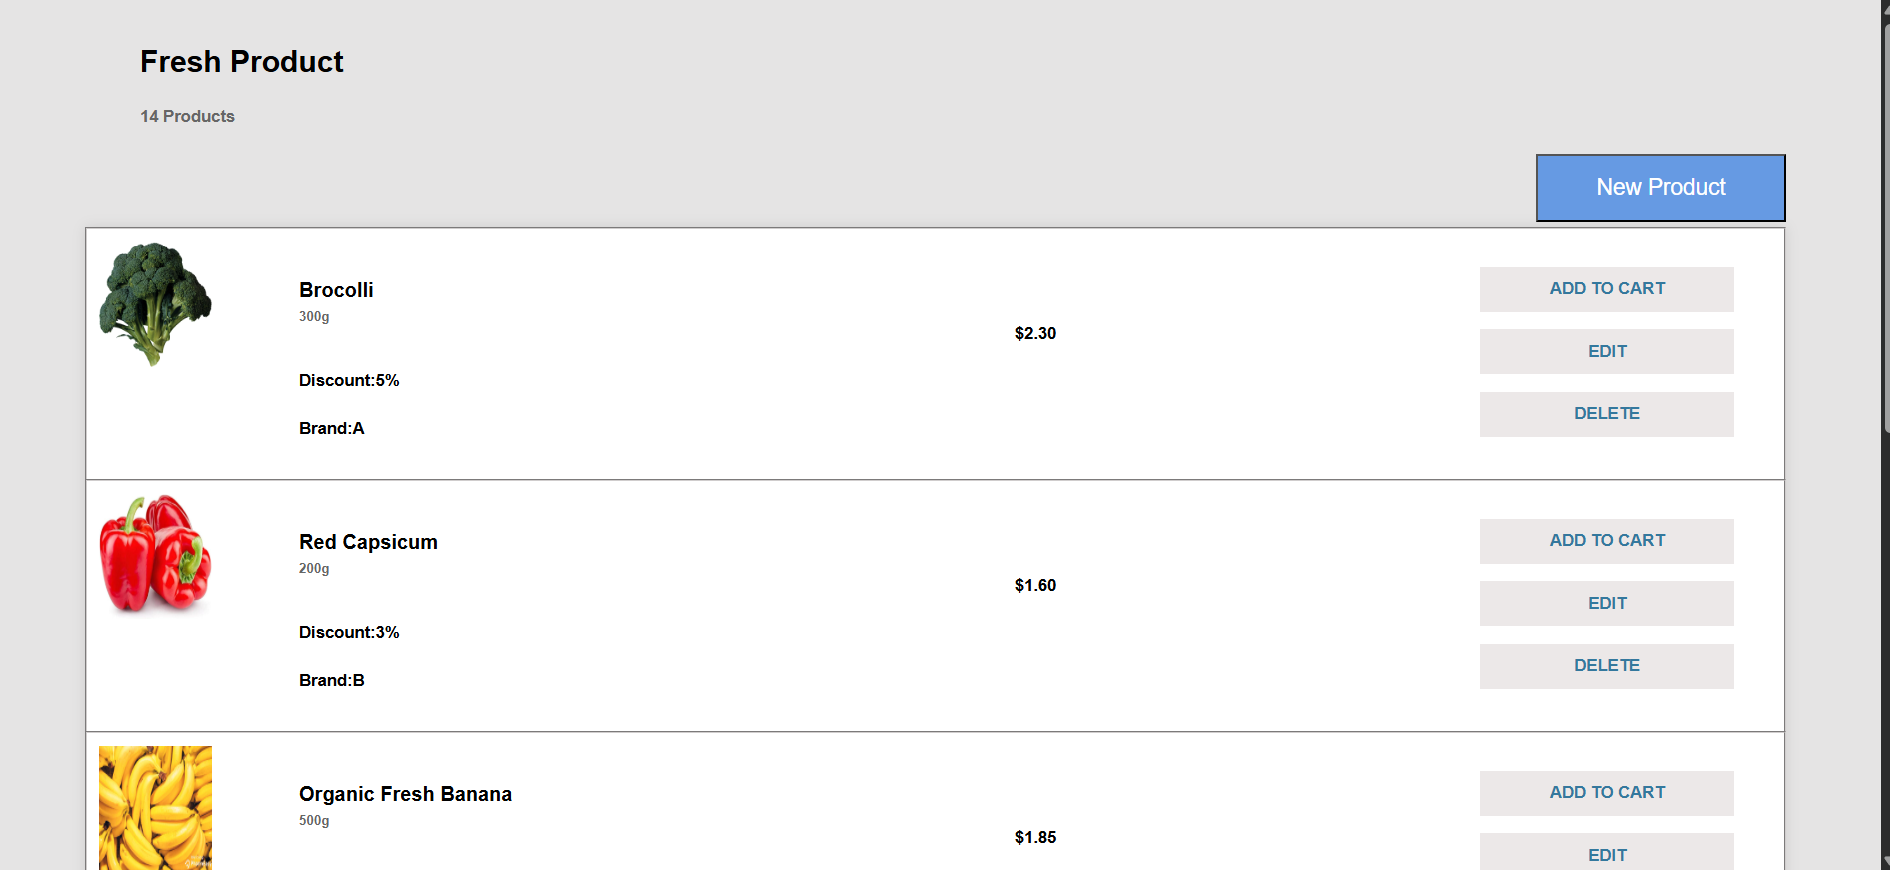 Fresh Product
14 Products
New Product
Brocolli
300g
$2.30
Discount:5%
Brand:A
ADD TO CART
EDIT
DELETE
Red Capsicum
200g
$1.60
Discount:3%
Brand:B
ADD TO CART
EDIT
DELETE
Organic Fresh Banana
500g
$1.85
ADD TO CART
EDIT